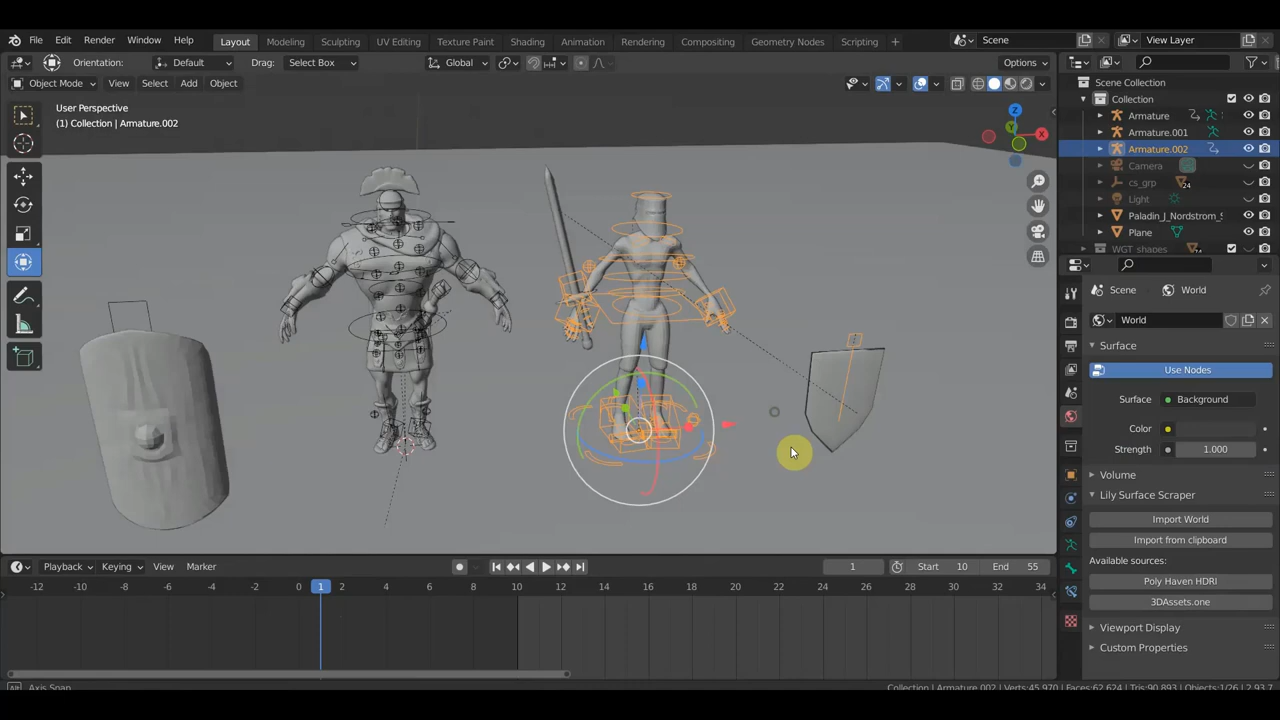 File Edit Render Window Help Layout Modeling Sculpting UV Editing Texture Paint Shading Animation Rendering Compositing Geometry Nodes Scripting + Scene View Layer
Orientation: Default Drag: Select Box Global Options
Object Mode View Select Add Object
User Perspective
(1) Collection | Armature.002
Z
Y
X
Scene Collection
Collection
Armature
Armature.001
Armature.002
Camera
cs_grp 24
Light
Paladin_J_Nordstrom_S
Plane
WGT_shapes
Scene > World
World
Surface
Use Nodes
Surface Background
Color
Strength 1.000
Volume
Lily Surface Scraper
Import World
Import from clipboard
Available sources:
Poly Haven HDRI
3DAssets.one
Viewport Display
Custom Properties
Playback Keying View Marker 1 Start 10 End 55
-12 -10 -8 -6 -4 -2 0 1 2 4 6 8 10 12 14 16 18 20 22 24 26 28 30 32 34
Axis Snap
Collection | Armature.002 | Verts:45,970 | Faces:62,624 | Tris:90,893 | Objects:1/26 | 2.93.7